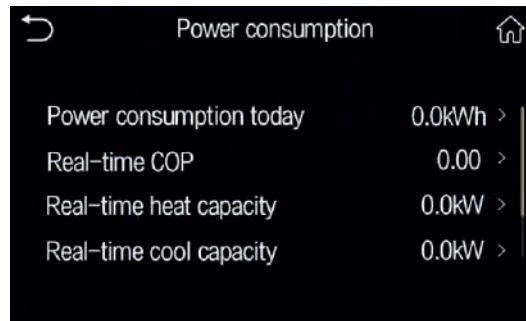 Power consumption
Power consumption today 0.0kWh >
Real-time COP 0.00 >
Real-time heat capacity 0.0kW >
Real-time cool capacity 0.0kW >